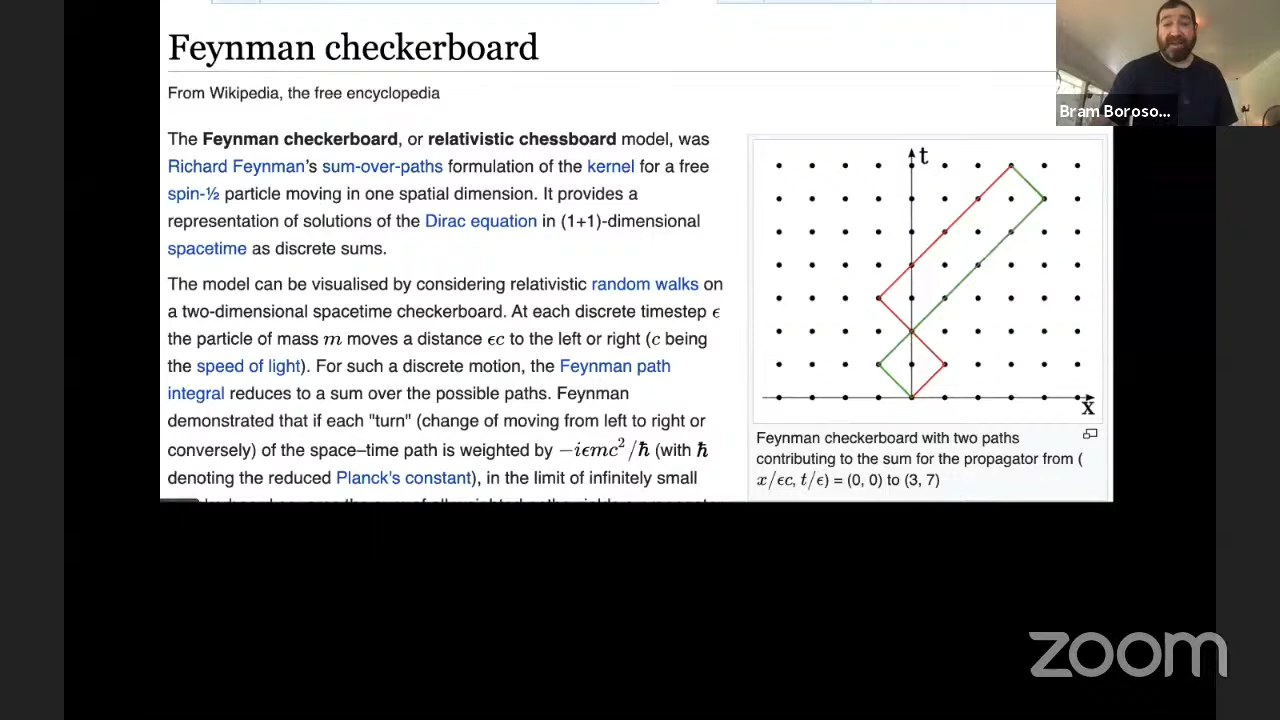 Feynman checkerboard
From Wikipedia, the free encyclopedia
The Feynman checkerboard, or relativistic chessboard model, was
Richard Feynman's sum-over-paths formulation of the kernel for a free
spin-½ particle moving in one spatial dimension. It provides a
representation of solutions of the Dirac equation in (1+1)-dimensional
spacetime as discrete sums.
The model can be visualised by considering relativistic random walks on
a two-dimensional spacetime checkerboard. At each discrete timestep ϵ
the particle of mass m moves a distance ϵc to the left or right (c being
the speed of light). For such a discrete motion, the Feynman path
integral reduces to a sum over the possible paths. Feynman
demonstrated that if each "turn" (change of moving from left to right or
conversely) of the space–time path is weighted by −iϵmc²/ħ (with ħ
denoting the reduced Planck's constant), in the limit of infinitely small
t
x
Feynman checkerboard with two paths
contributing to the sum for the propagator from (
x/ϵc, t/ϵ) = (0, 0) to (3, 7)
Bram Boroso...
zoom